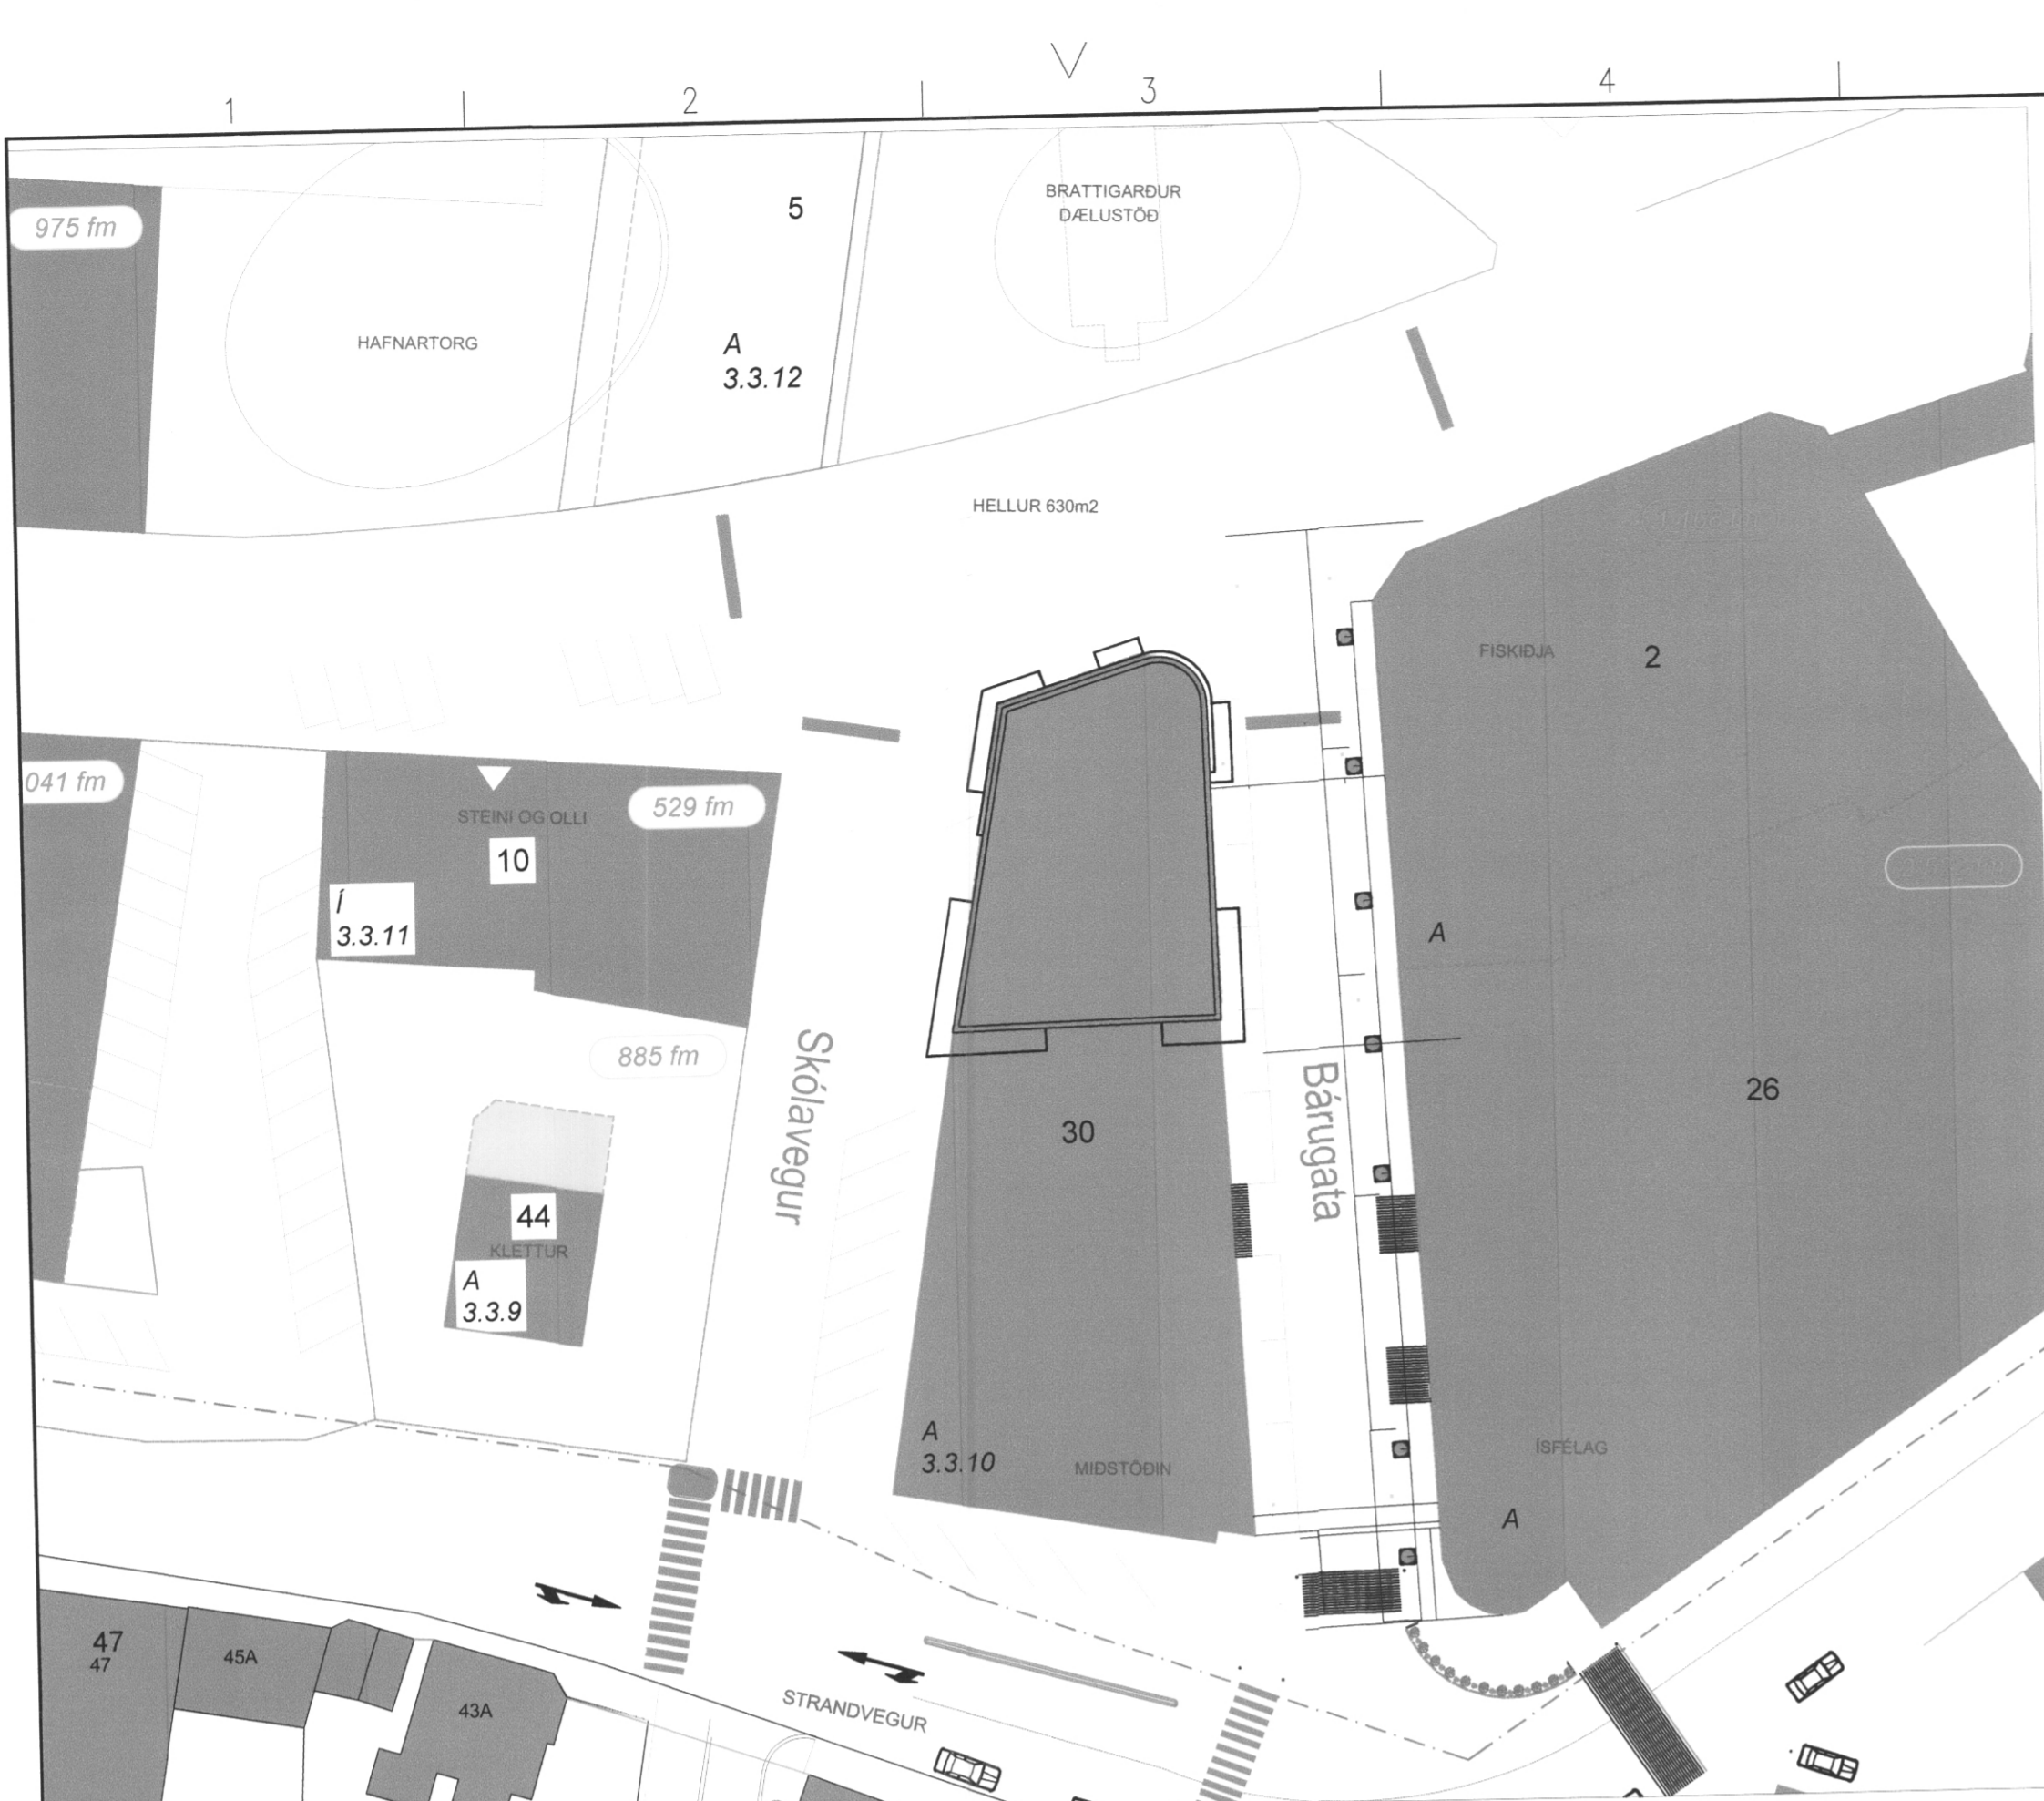 1
2
3
4
BRATTIGARÐUR
DÆLUSTÖÐ
5
975 fm
HAFNARTORG
A
3.3.12
HELLUR 630m2
FISKIÐJA
2
041 fm
STEINI OG OLLI
529 fm
10
Í
3.3.11
A
885 fm
Skólavegur
Bárugata
26
30
44
KLETTUR
A
3.3.9
A
3.3.10
MIÐSTÖÐIN
ÍSFÉLAG
A
47
47
45A
43A
STRANDVEGUR